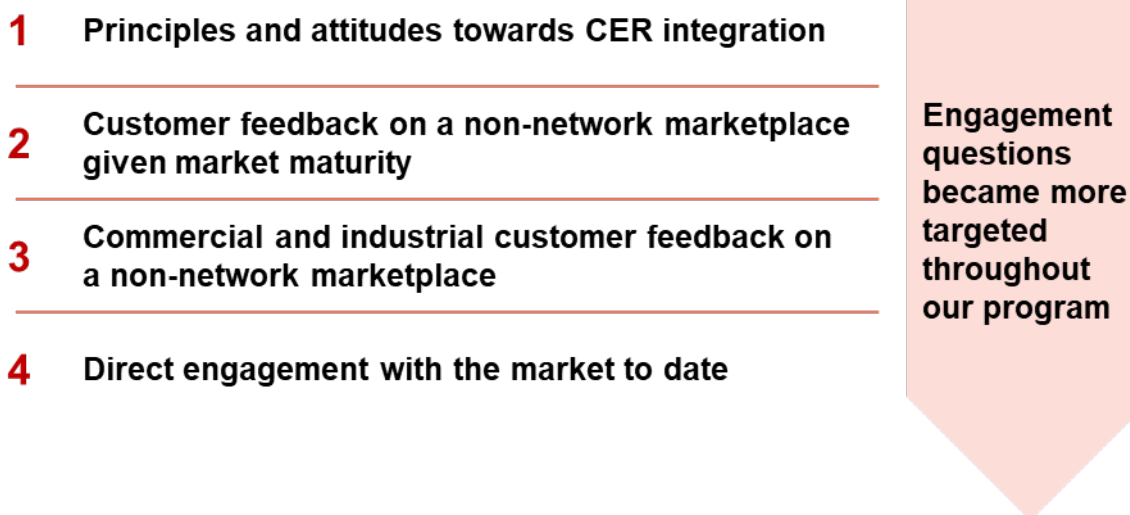 1 Principles and attitudes towards CER integration
2 Customer feedback on a non-network marketplace
given market maturity
3 Commercial and industrial customer feedback on
a non-network marketplace
4 Direct engagement with the market to date
Engagement
questions
became more
targeted
throughout
our program